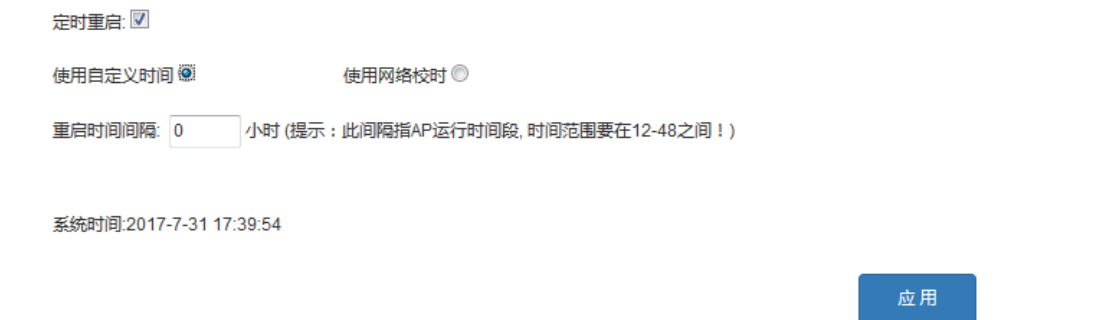 定时重启:
使用自定义时间 使用网络校时
重启时间间隔: 0 小时 (提示：此间隔指AP运行时间段, 时间范围要在12-48之间！)
系统时间:2017-7-31 17:39:54
应用